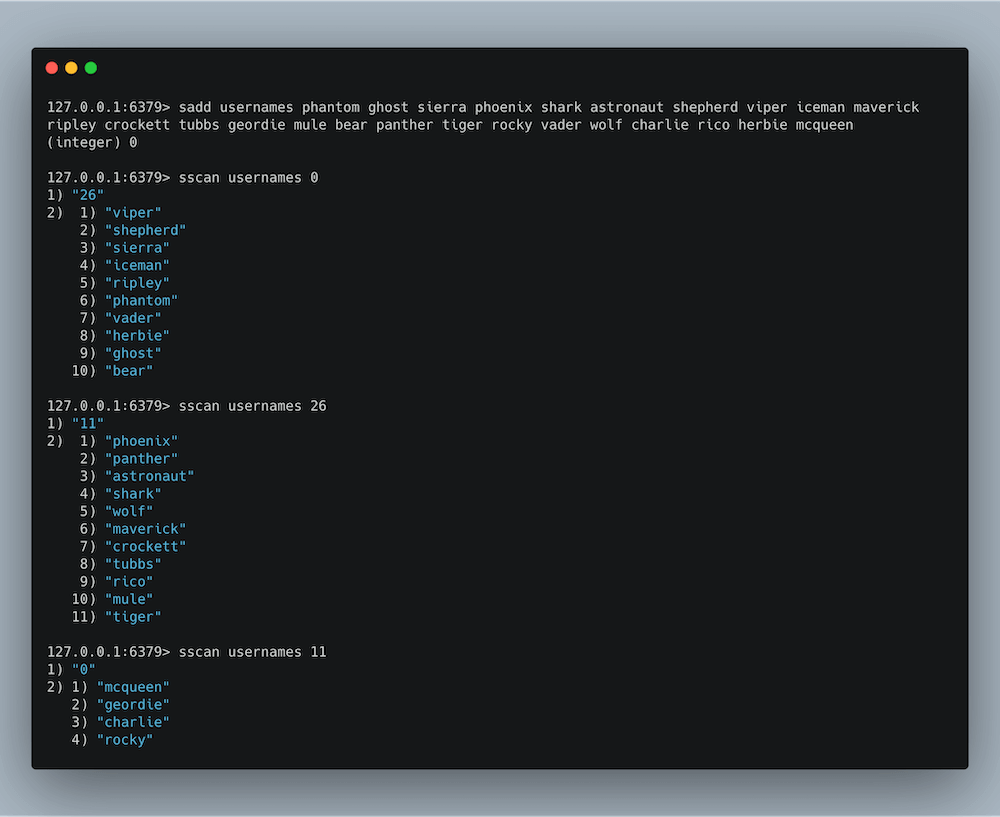 127.0.0.1:6379> sadd usernames phantom ghost sierra phoenix shark astronaut shepherd viper iceman maverick
ripley crockett tubbs geordie mule bear panther tiger rocky vader wolf charlie rico herbie mcqueen
(integer) 0
127.0.0.1:6379> sscan usernames 0
1) "26"
2)  1) "viper"
    2) "shepherd"
    3) "sierra"
    4) "iceman"
    5) "ripley"
    6) "phantom"
    7) "vader"
    8) "herbie"
    9) "ghost"
   10) "bear"
127.0.0.1:6379> sscan usernames 26
1) "11"
2)  1) "phoenix"
    2) "panther"
    3) "astronaut"
    4) "shark"
    5) "wolf"
    6) "maverick"
    7) "crockett"
    8) "tubbs"
    9) "rico"
   10) "mule"
   11) "tiger"
127.0.0.1:6379> sscan usernames 11
1) "0"
2) 1) "mcqueen"
   2) "geordie"
   3) "charlie"
   4) "rocky"